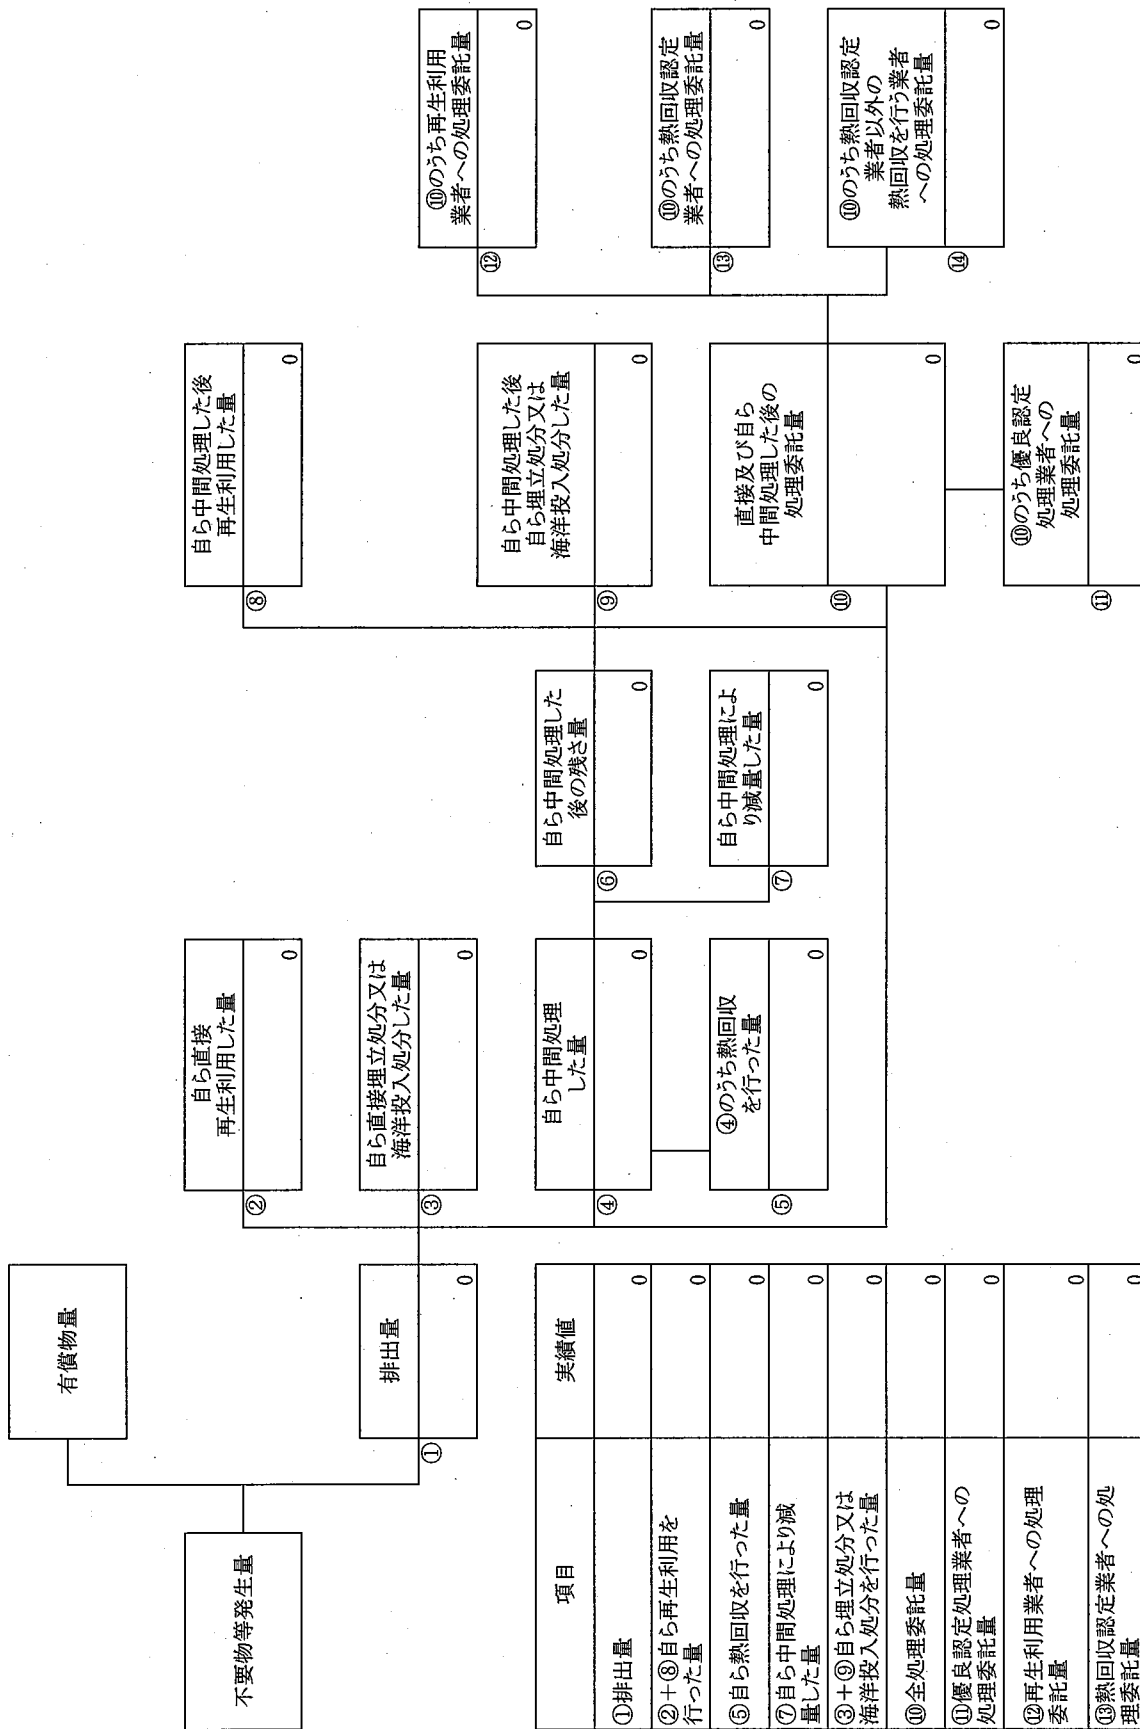 不要物等発生量
有償物量
①
排出量
0
②
自ら直接
再生利用した量
0
③
自ら直接埋立処分又は
海洋投入処分した量
0
④
自ら中間処理
した量
0
⑤
④のうち熱回収
を行った量
0
⑥
自ら中間処理した
後の残さ量
0
⑦
自ら中間処理によ
り減量した量
0
⑧
自ら中間処理した後
再生利用した量
0
⑨
自ら中間処理した後
自ら埋立処分又は
海洋投入処分した量
0
⑩
直接及び自ら
中間処理した後の
処理委託量
0
⑪
⑩のうち優良認定
処理業者への
処理委託量
0
⑫
⑩のうち再生利用
業者への処理委託量
0
⑬
⑩のうち熱回収認定
業者への処理委託量
0
⑭
⑩のうち熱回収認定
業者以外の
熱回収を行う業者
への処理委託量
0
項目 実績値
①排出量 0
②+⑧自ら再生利用を
行った量 0
⑤自ら熱回収を行った量 0
⑦自ら中間処理により減
量した量 0
③+⑨自ら埋立処分又は
海洋投入処分を行った量 0
⑩全処理委託量 0
⑪優良認定処理業者への
処理委託量 0
⑫再生利用業者への処理
委託量 0
⑬熱回収認定業者への処
理委託量 0